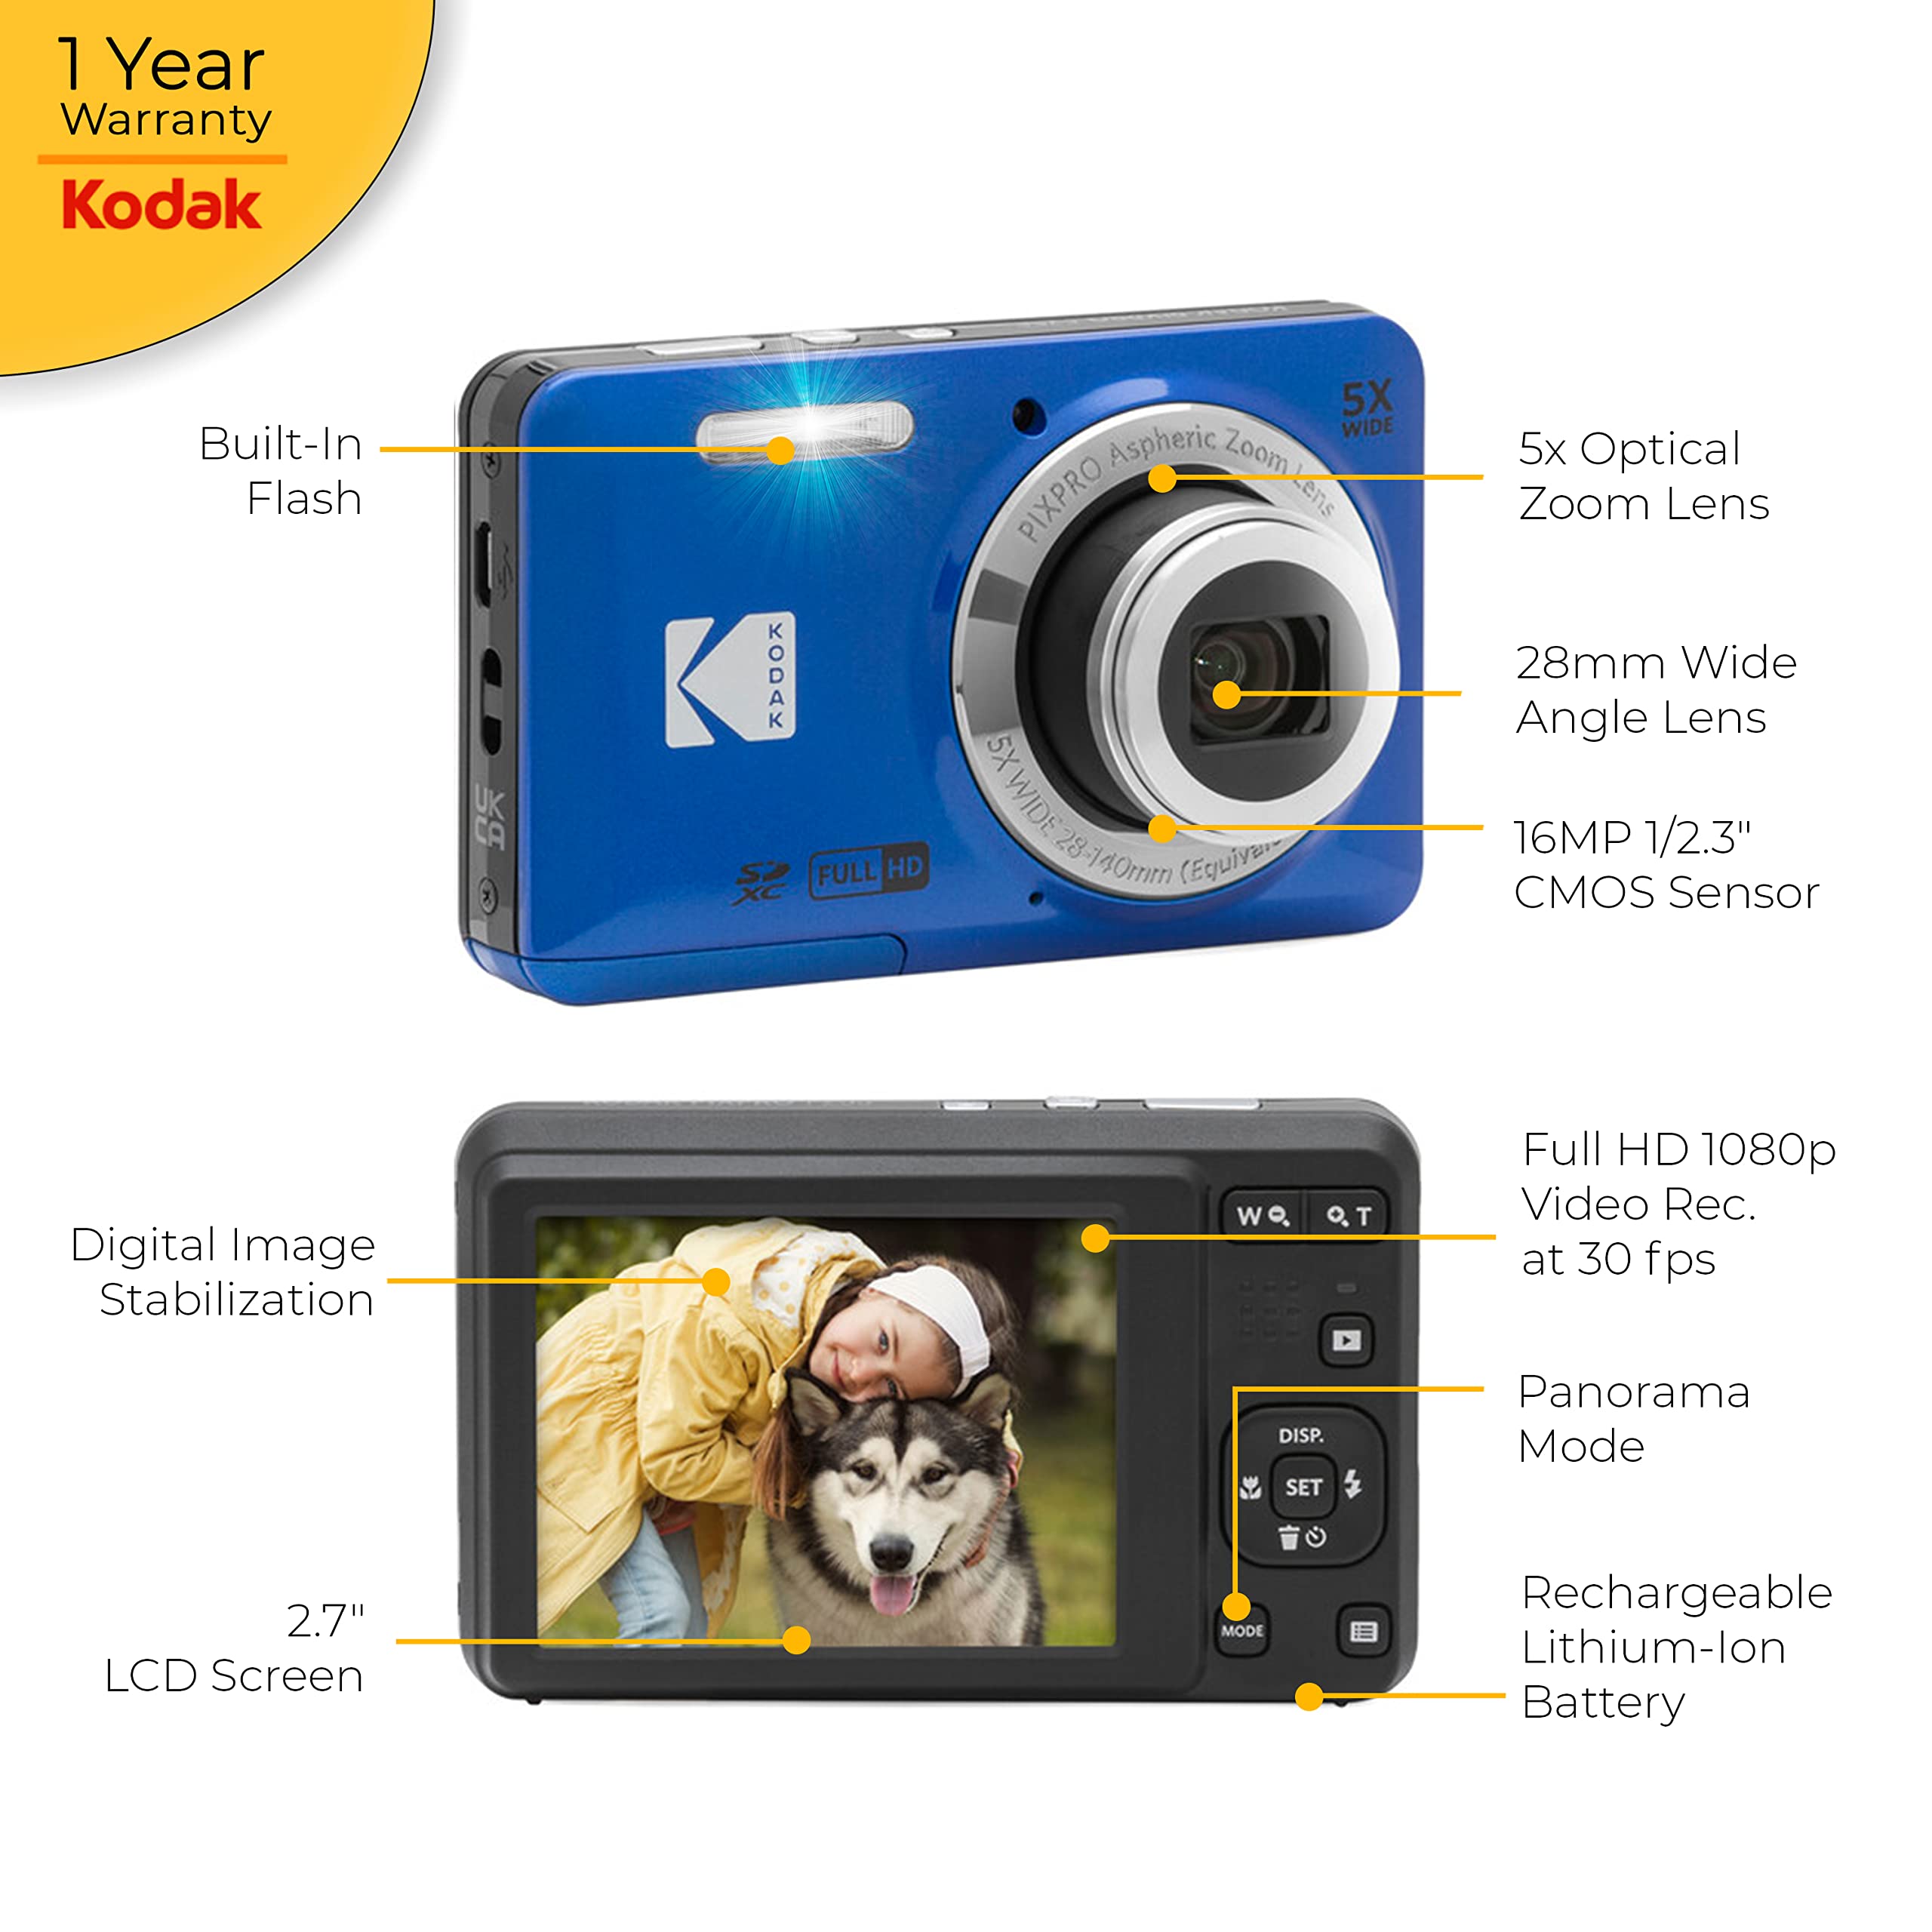 1 Year
Warranty
Kodak
Built-In
Flash
5X
WIDE
PIXPRO Aspheric Zoom Lens
5x Optical
Zoom Lens
KODAK
28mm Wide
Angle Lens
5X WIDE 28-140mm
16MP 1/2.3"
CMOS Sensor
UK
CA
SD
XC
FULL HD
Full HD 1080p
Video Rec.
at 30 fps
W T
Digital Image
Stabilization
Panorama
Mode
DISP.
SET
2.7"
LCD Screen
MODE
Rechargeable
Lithium-Ion
Battery